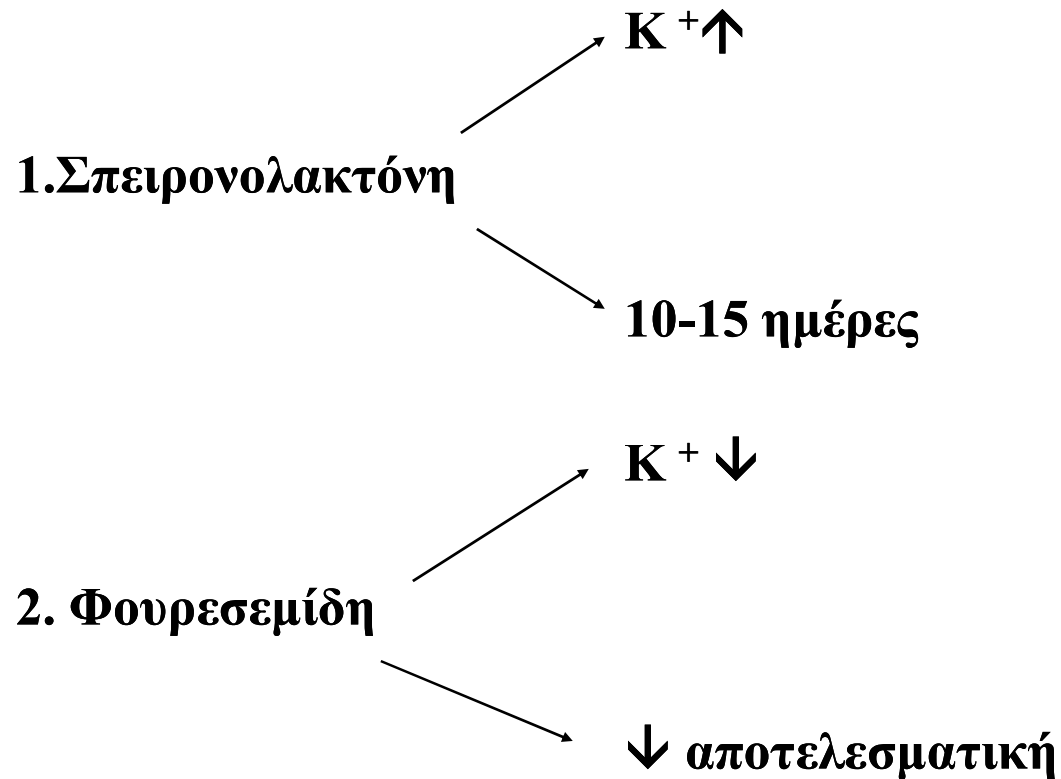 Κ +↑
1.Σπειρονολακτόνη
10-15 ημέρες
Κ + ↓
2. Φουρεσεμίδη
↓ αποτελεσματική